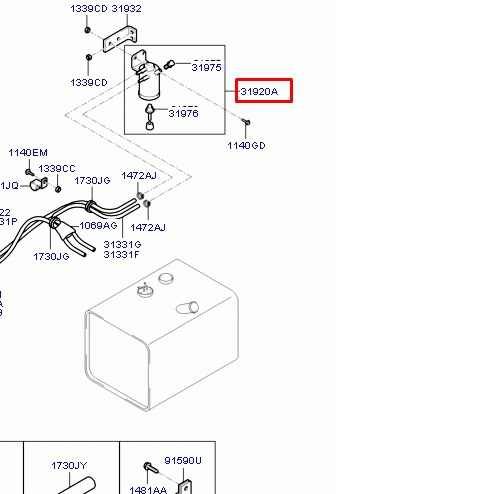 1339CD 31932
31975
1339CD
31920A
31976
1140GD
1140EM
1339CC
1730JG
1472AJ
1JQ
22
31P
1069AG
1472AJ
31331G
31331F
1730JG
A
9
1730JY
91590U
1481AA